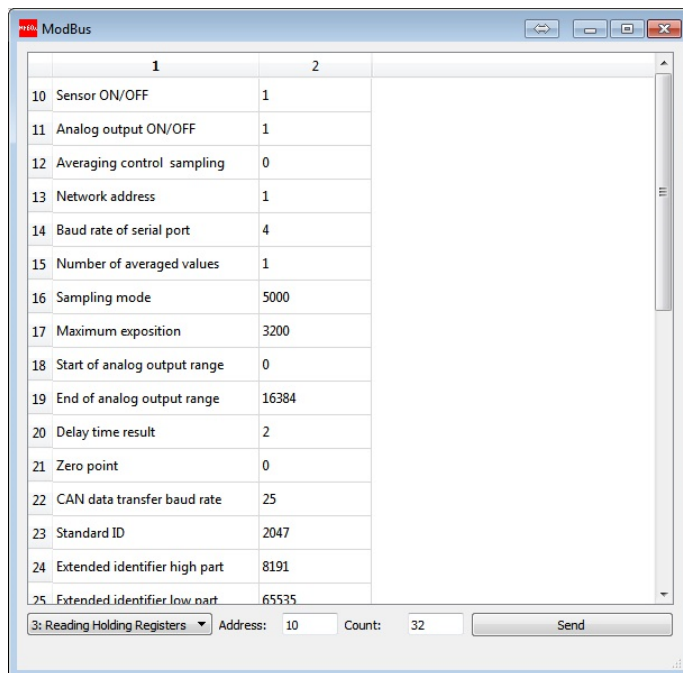 ModBus
1 2
10 Sensor ON/OFF 1
11 Analog output ON/OFF 1
12 Averaging control  sampling 0
13 Network address 1
14 Baud rate of serial port 4
15 Number of averaged values 1
16 Sampling mode 5000
17 Maximum exposition 3200
18 Start of analog output range 0
19 End of analog output range 16384
20 Delay time result 2
21 Zero point 0
22 CAN data transfer baud rate 25
23 Standard ID 2047
24 Extended identifier high part 8191
25 Extended identifier low part 65535
3: Reading Holding Registers Address: 10 Count: 32 Send